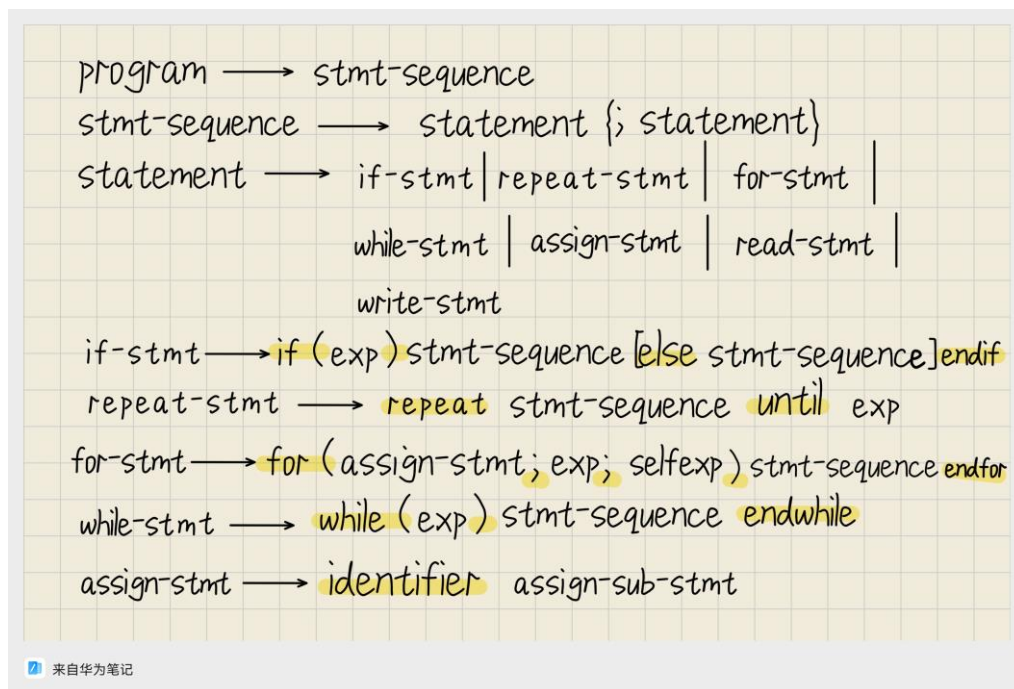 program → stmt-sequence
stmt-sequence → statement {; statement}
statement → if-stmt | repeat-stmt | for-stmt |
while-stmt | assign-stmt | read-stmt |
write-stmt
if-stmt → if (exp) stmt-sequence [else stmt-sequence] endif
repeat-stmt → repeat stmt-sequence until exp
for-stmt → for (assign-stmt; exp; selfexp) stmt-sequence endfor
while-stmt → while (exp) stmt-sequence endwhile
assign-stmt → identifier assign-sub-stmt
来自华为笔记